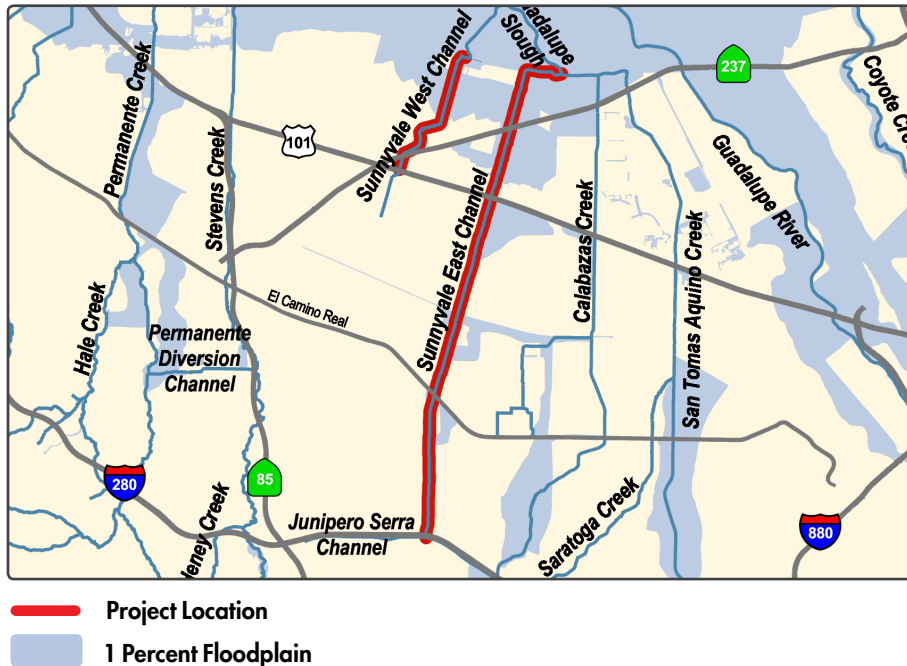 Permanente Creek
Stevens Creek
Sunnyvale West Channel
Guadalupe
Slough
237
Coyote Cre
101
Guadalupe River
Sunnyvale East Channel
Calabazas Creek
San Tomas Aquino Creek
El Camino Real
Hale Creek
Permanente
Diversion
Channel
280
85
Heney Creek
Junipero Serra
Channel
Saratoga Creek
880
Project Location
1 Percent Floodplain